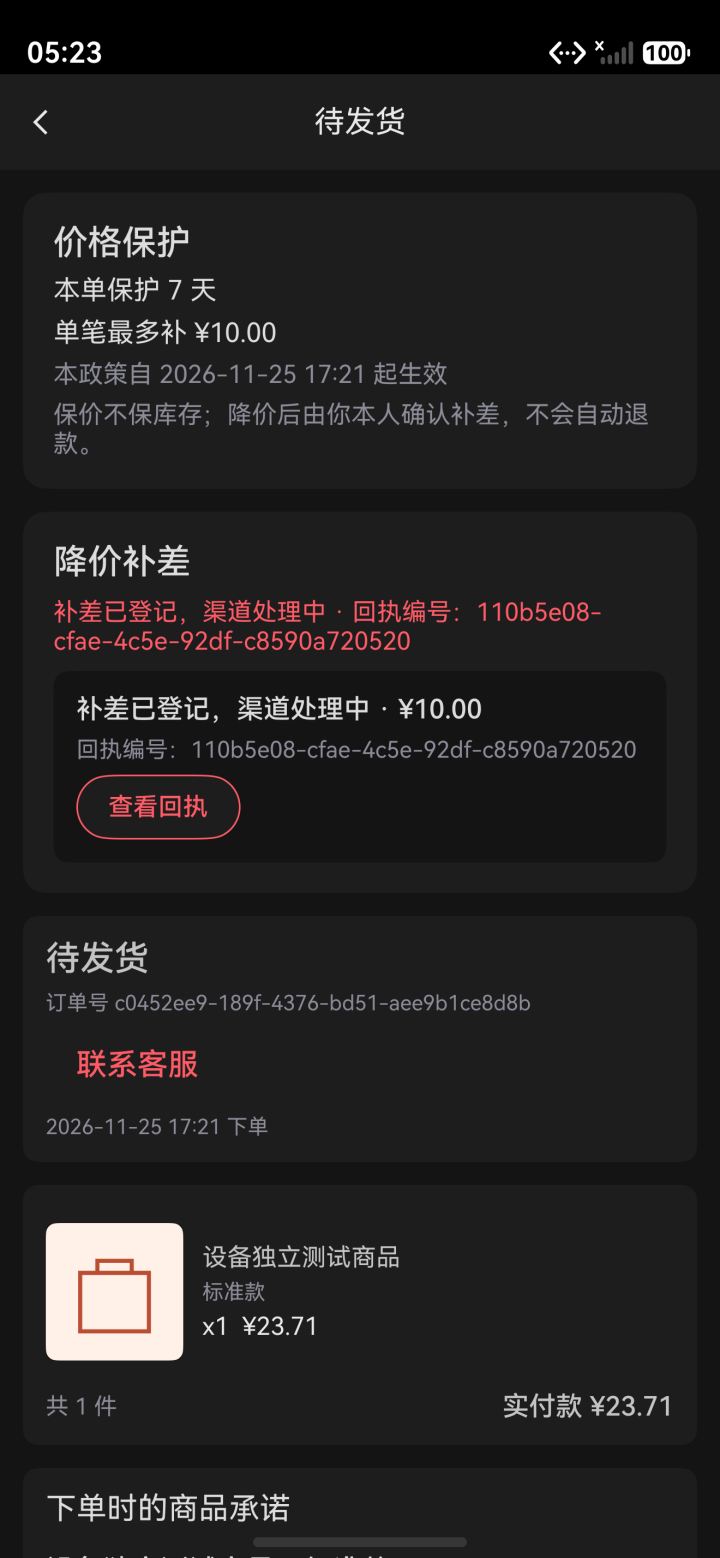 05:23
100
待发货
价格保护
本单保护 7 天
单笔最多补 ¥10.00
本政策自 2026-11-25 17:21 起生效
保价不保库存；降价后由你本人确认补差，不会自动退
款。
降价补差
补差已登记，渠道处理中 · 回执编号：110b5e08-
cfae-4c5e-92df-c8590a720520
补差已登记，渠道处理中 · ¥10.00
回执编号：110b5e08-cfae-4c5e-92df-c8590a720520
查看回执
待发货
订单号 c0452ee9-189f-4376-bd51-aee9b1ce8d8b
联系客服
2026-11-25 17:21 下单
设备独立测试商品
标准款
x1 ¥23.71
共 1 件
实付款 ¥23.71
下单时的商品承诺